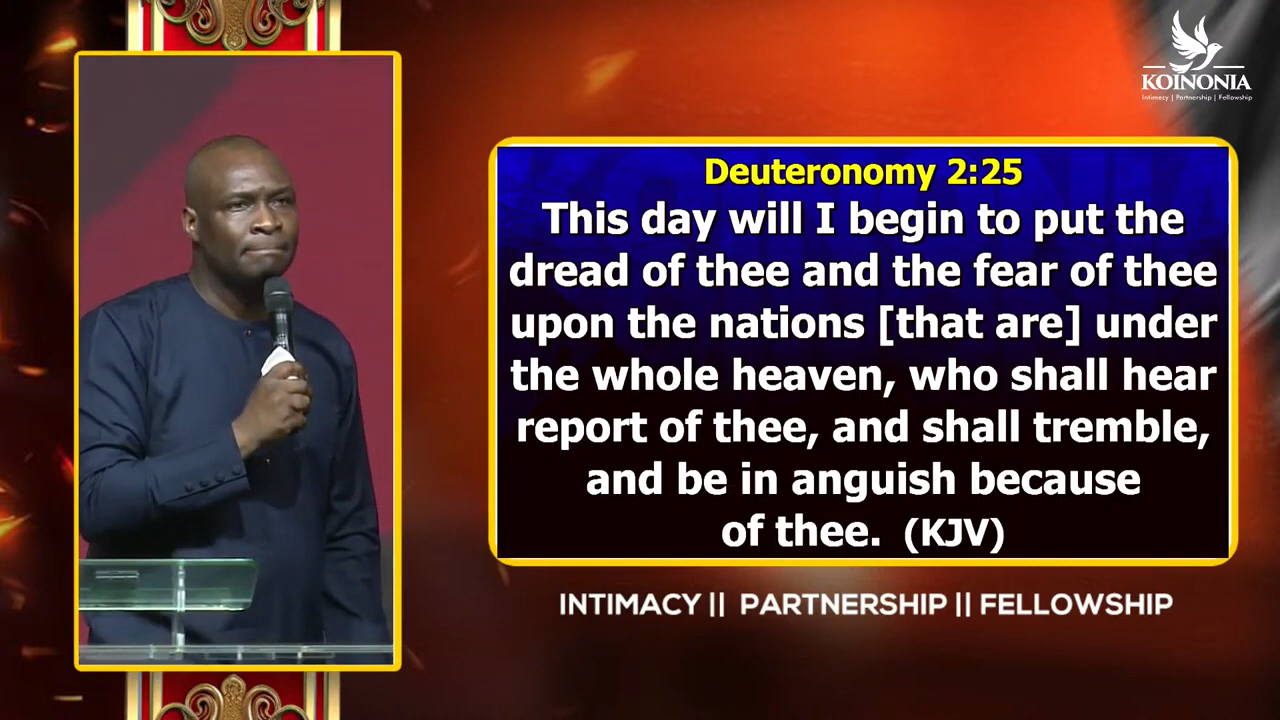 KOINONIA
Intimacy | Partnership | Fellowship
Deuteronomy 2:25
This day will I begin to put the
dread of thee and the fear of thee
upon the nations [that are] under
the whole heaven, who shall hear
report of thee, and shall tremble,
and be in anguish because
of thee. (KJV)
INTIMACY || PARTNERSHIP || FELLOWSHIP